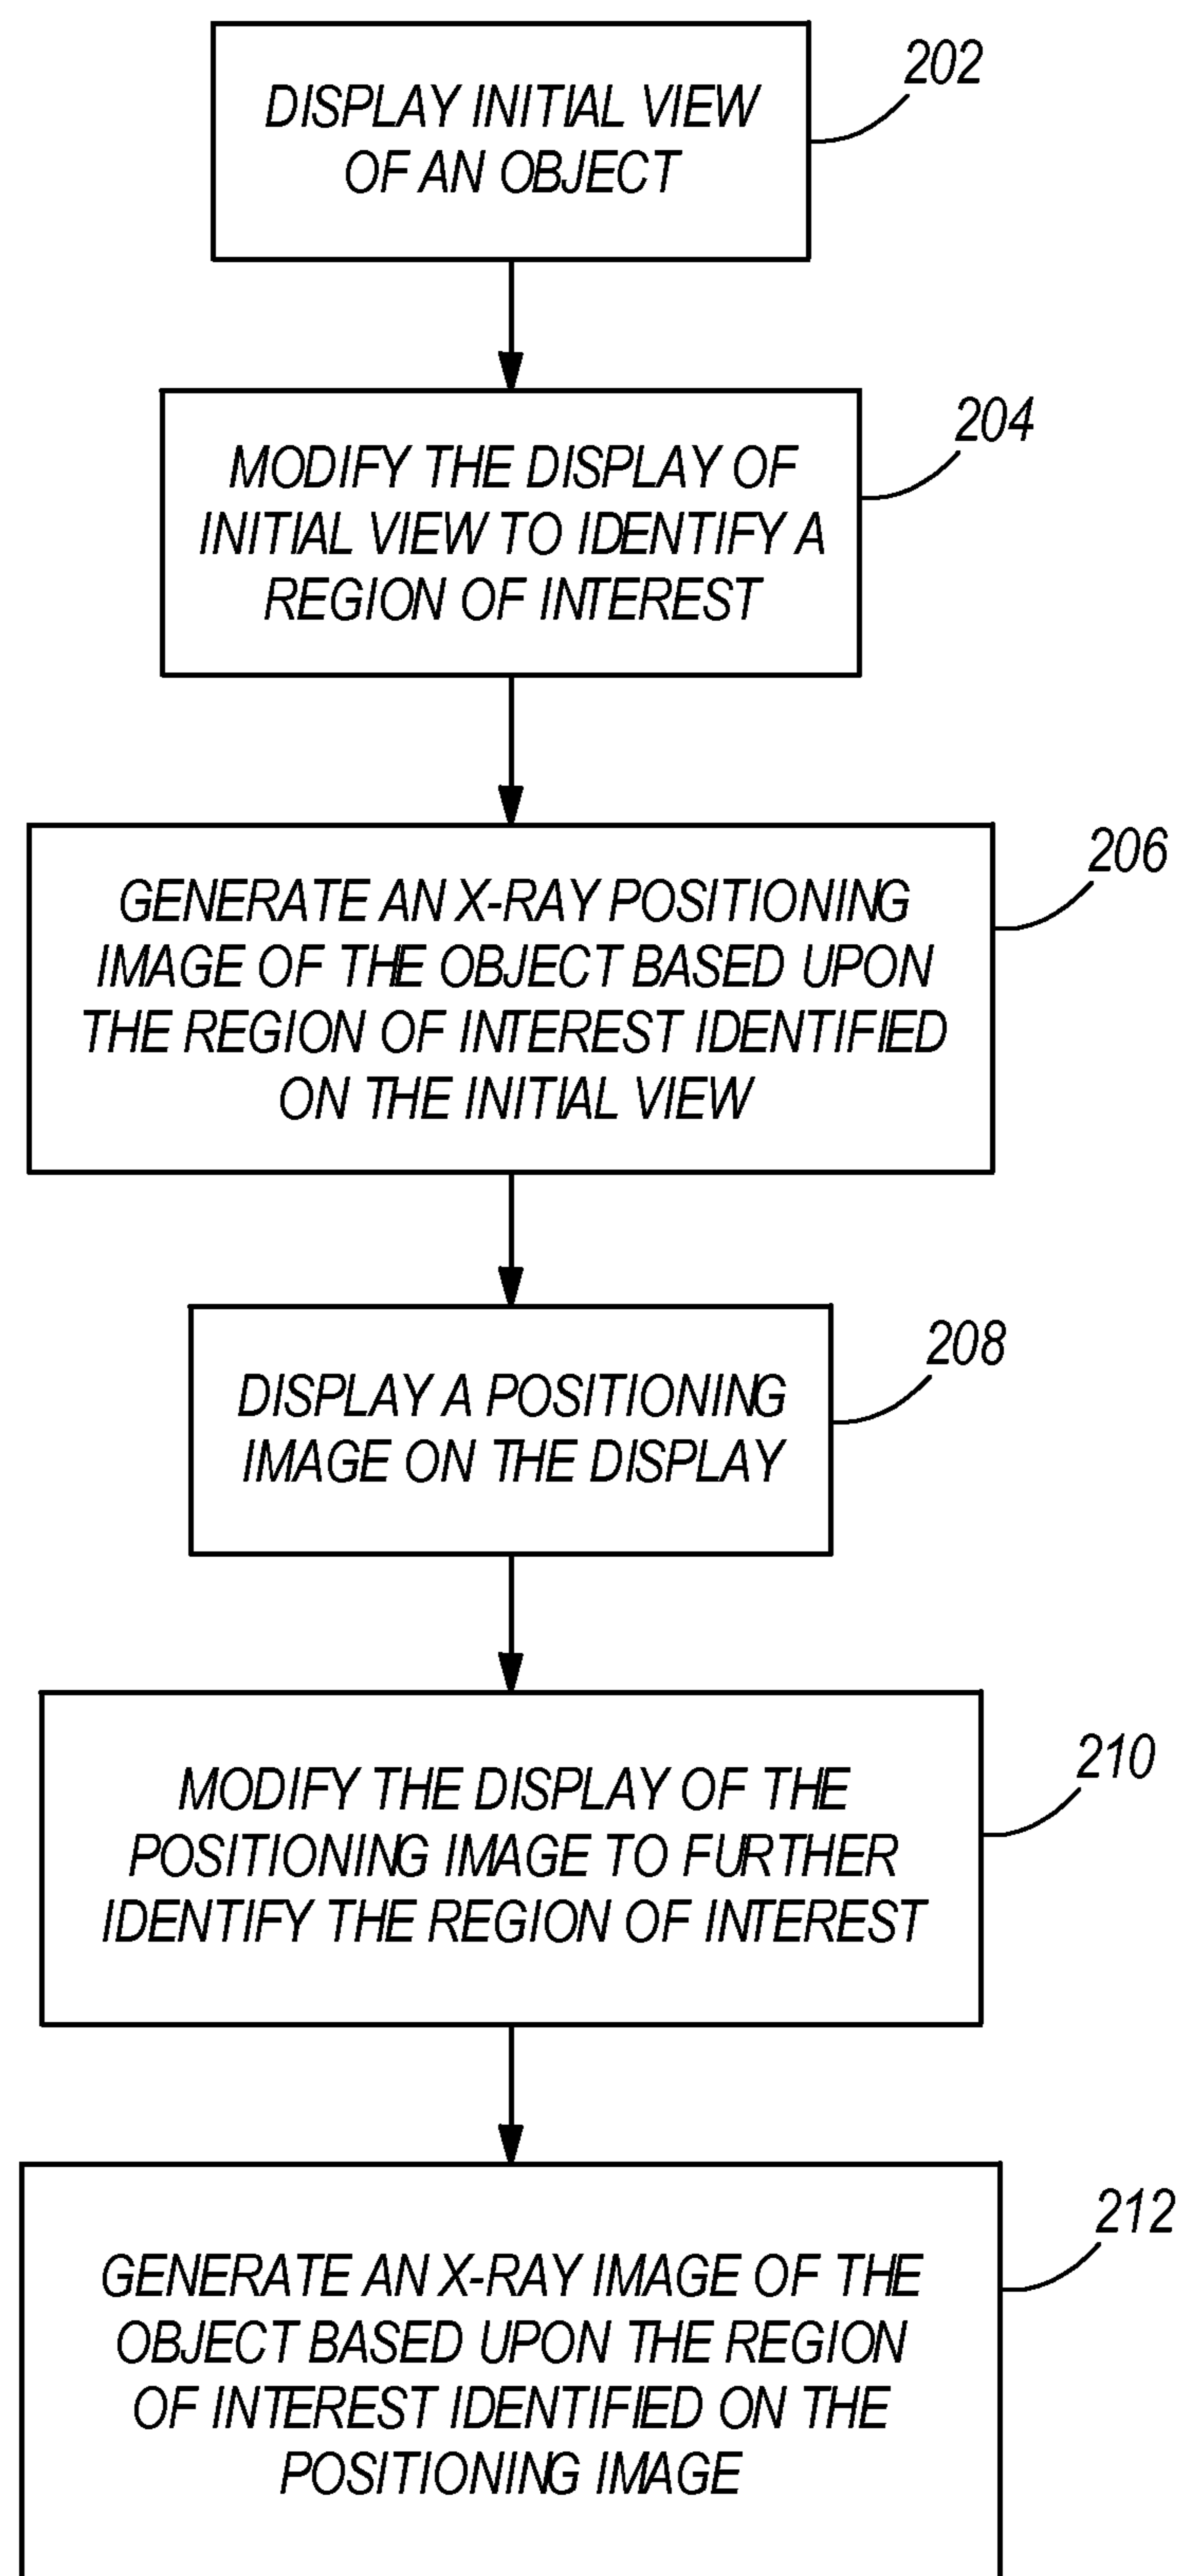 DISPLAY INITIAL VIEW
OF AN OBJECT
202
MODIFY THE DISPLAY OF
INITIAL VIEW TO IDENTIFY A
REGION OF INTEREST
204
GENERATE AN X-RAY POSITIONING
IMAGE OF THE OBJECT BASED UPON
THE REGION OF INTEREST IDENTIFIED
ON THE INITIAL VIEW
206
DISPLAY A POSITIONING
IMAGE ON THE DISPLAY
208
MODIFY THE DISPLAY OF THE
POSITIONING IMAGE TO FURTHER
IDENTIFY THE REGION OF INTEREST
210
GENERATE AN X-RAY IMAGE OF THE
OBJECT BASED UPON THE REGION
OF INTEREST IDENTIFIED ON THE
POSITIONING IMAGE
212